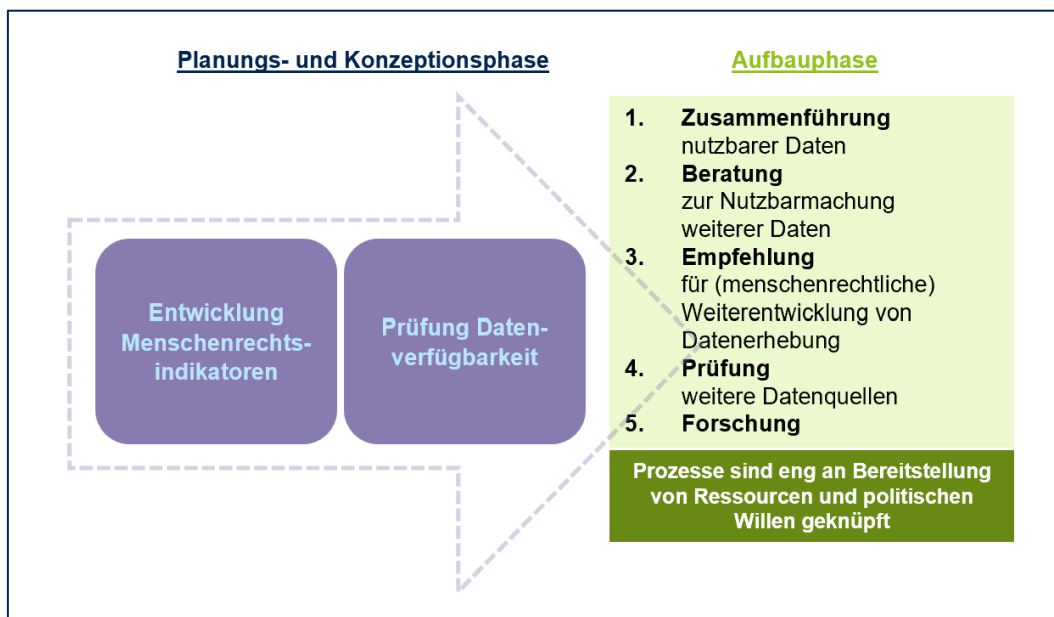 Planungs- und Konzeptionsphase
Entwicklung
Menschenrechts-
indikatoren
Prüfung Daten-
verfügbarkeit
Aufbauphase
1. Zusammenführung
nutzbarer Daten
2. Beratung
zur Nutzbarmachung
weiterer Daten
3. Empfehlung
für (menschenrechtliche)
Weiterentwicklung von
Datenerhebung
4. Prüfung
weitere Datenquellen
5. Forschung
Prozesse sind eng an Bereitstellung
von Ressourcen und politischen
Willen geknüpft